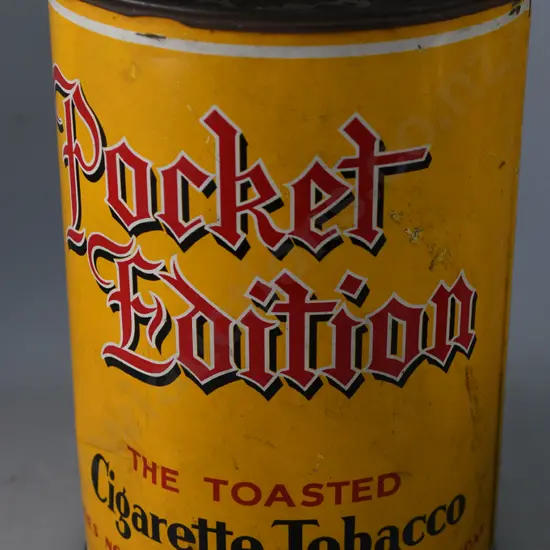 Pocket
Edition
THE TOASTED
Cigarette Tobacco